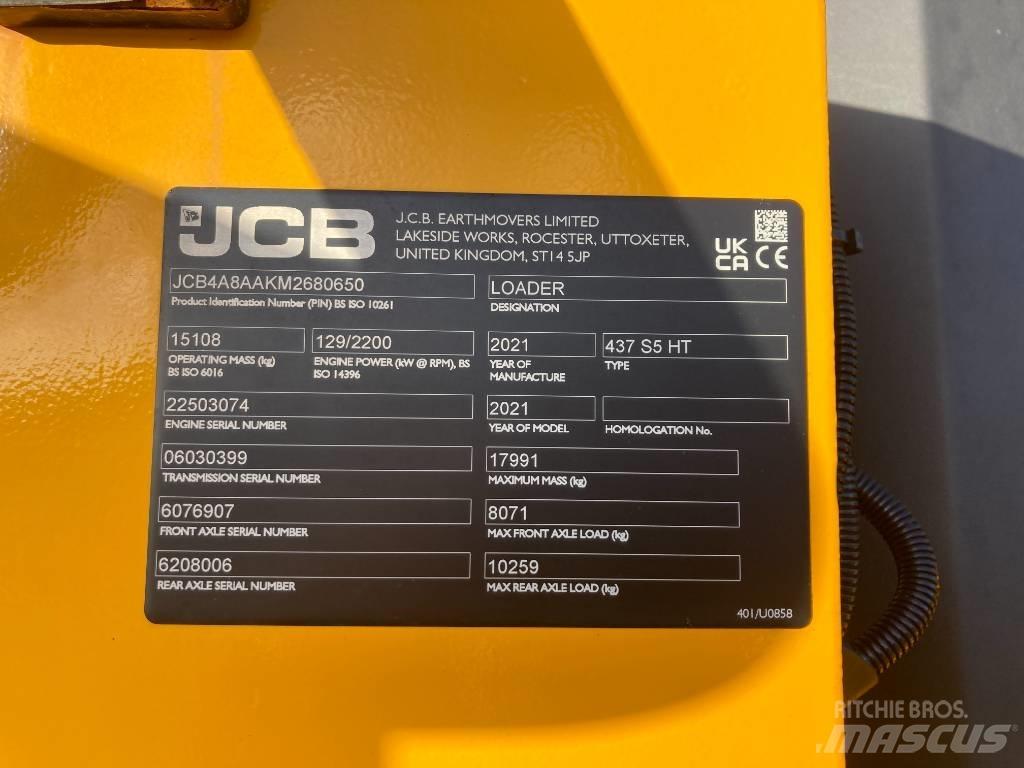 JCB
J.C.B. EARTHMOVERS LIMITED
LAKESIDE WORKS, ROCESTER, UTTOXETER,
UNITED KINGDOM, ST14 5JP
UK
CA CE
JCB4A8AAKM2680650
Product Identification Number (PIN) BS ISO 10261
LOADER
DESIGNATION
15108
OPERATING MASS (kg)
BS ISO 6016
129/2200
ENGINE POWER (kW @ RPM), BS
ISO 14396
2021
YEAR OF
MANUFACTURE
437 S5 HT
TYPE
22503074
ENGINE SERIAL NUMBER
2021
YEAR OF MODEL
HOMOLOGATION No.
06030399
TRANSMISSION SERIAL NUMBER
17991
MAXIMUM MASS (kg)
6076907
FRONT AXLE SERIAL NUMBER
8071
MAX FRONT AXLE LOAD (kg)
6208006
REAR AXLE SERIAL NUMBER
10259
MAX REAR AXLE LOAD (kg)
401/U0858
RITCHIE BROS.
MASCUS